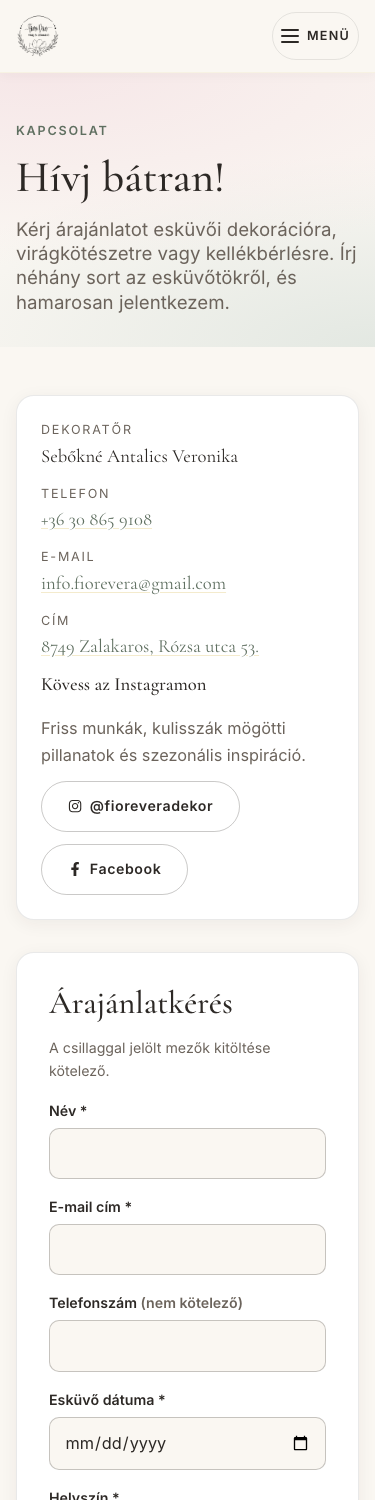 MENÜ
KAPCSOLAT
Hívj bátran!
Kérj árajánlatot esküvői dekorációra,
virágkötészetre vagy kellékbérlésre. Írj
néhány sort az esküvőtökről, és
hamarosan jelentkezem.
DEKORATŐR
Sebőkné Antalics Veronika
TELEFON
+36 30 865 9108
E-MAIL
info.fiorevera@gmail.com
CÍM
8749 Zalakaros, Rózsa utca 53.
Kövess az Instagramon
Friss munkák, kulisszák mögötti
pillanatok és szezonális inspiráció.
@fioreveradekor
Facebook
Árajánlatkérés
A csillaggal jelölt mezők kitöltése
kötelező.
Név *
E-mail cím *
Telefonszám (nem kötelező)
Esküvő dátuma *
mm/dd/yyyy
Helyszín *